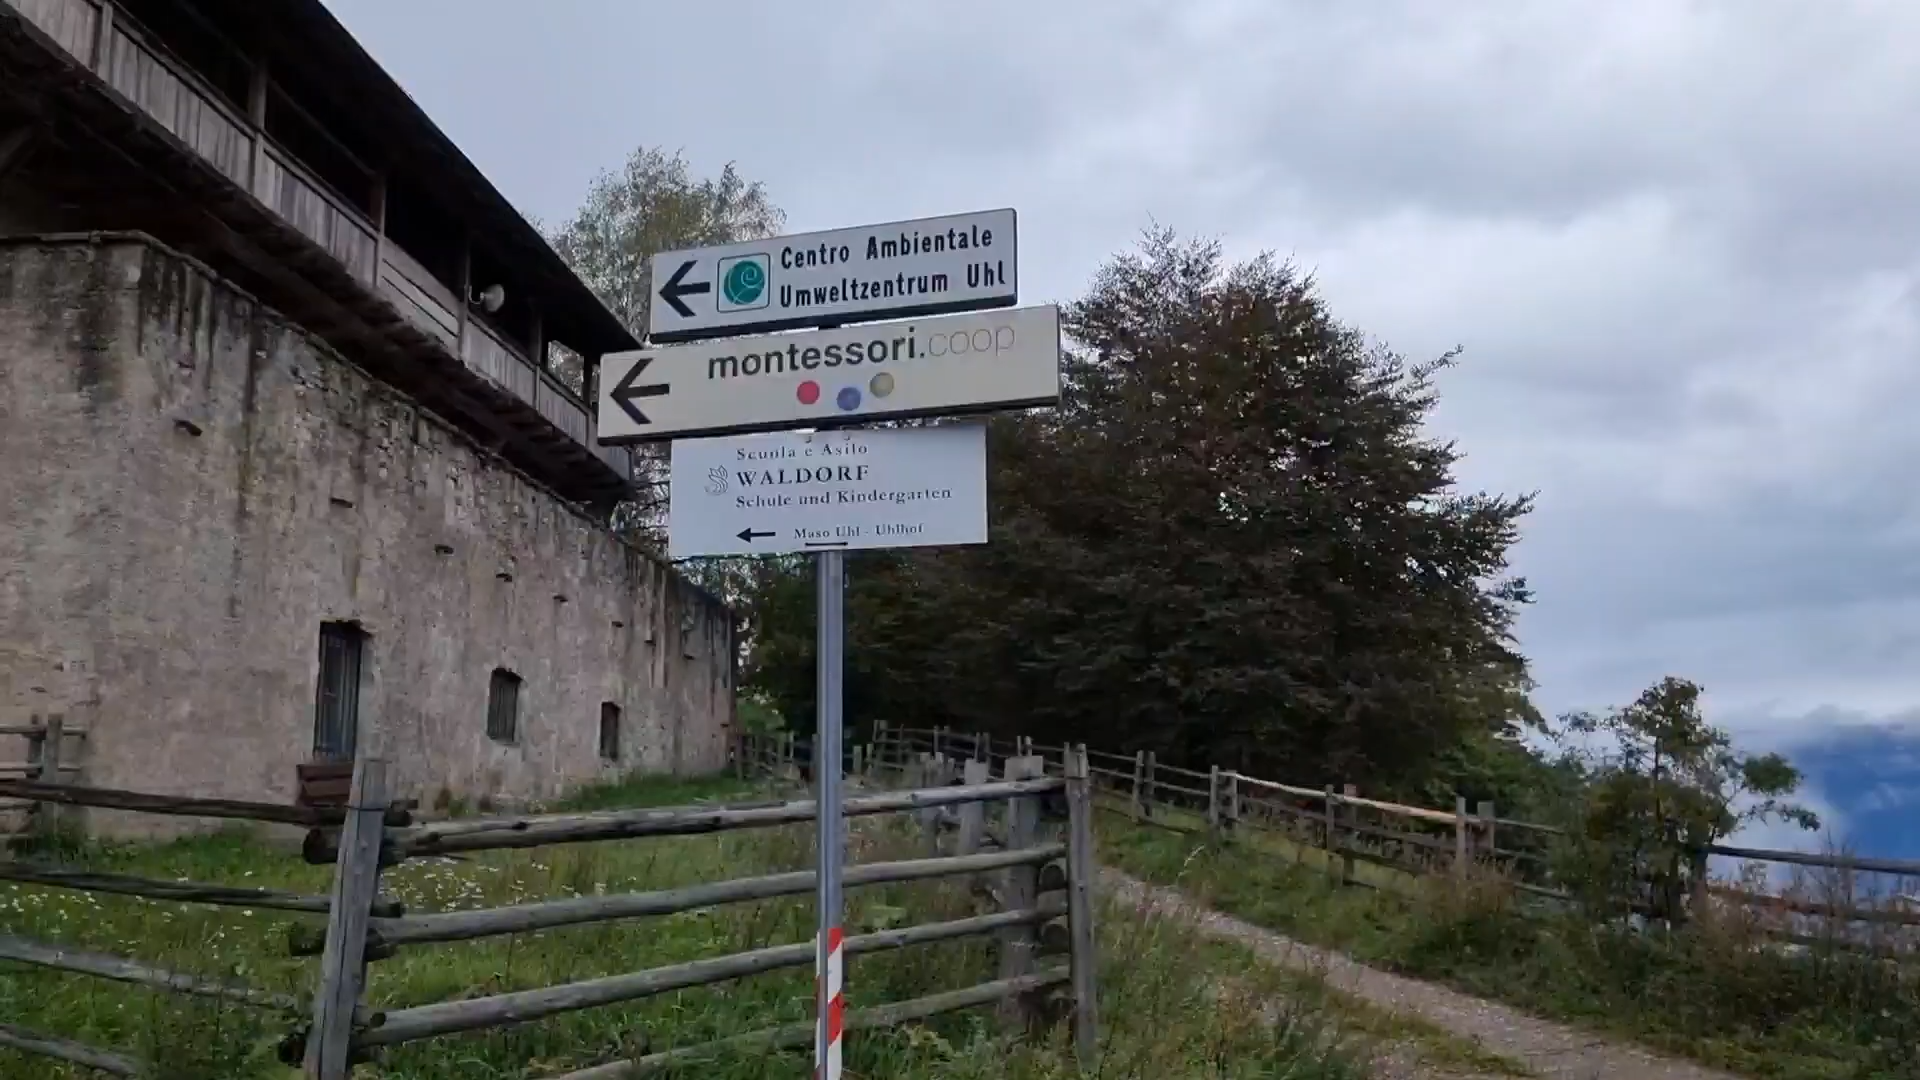 Centro Ambientale
Umweltzentrum Uhl
montessori.coop
Scuola e Asilo
WALDORF
Schule und Kindergarten
Maso Uhl - Uhlhof